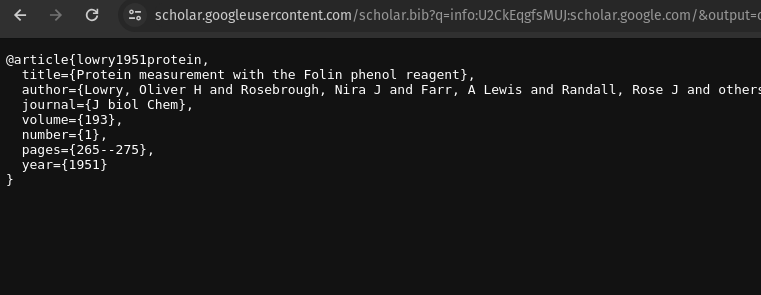 scholar.googleusercontent.com/scholar.bib?q=info:U2CkEqgfsMUJ:scholar.google.com/&output=c
@article{lowry1951protein,
  title={Protein measurement with the Folin phenol reagent},
  author={Lowry, Oliver H and Rosebrough, Nira J and Farr, A Lewis and Randall, Rose J and others
  journal={J biol Chem},
  volume={193},
  number={1},
  pages={265--275},
  year={1951}
}